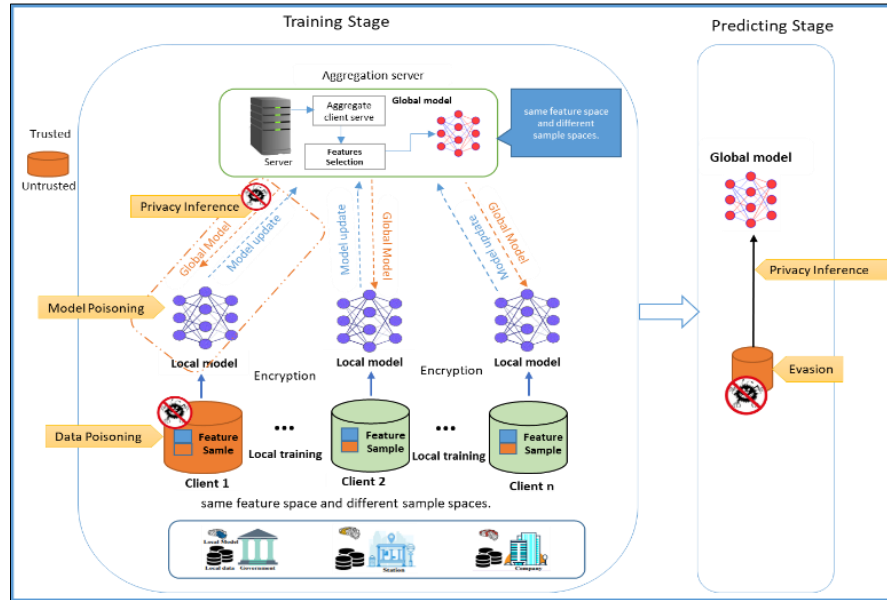 Training Stage
Predicting Stage
Aggregation server
Aggregate
client serve
Global model
Server
Features
Selection
same feature space
and different
sample spaces.
Trusted
Untrusted
Privacy Inference
Global Model
Model update
Model update
Global Model
Global Model
Model update
Model Poisoning
Local model
Local model
Local model
Encryption
Encryption
Data Poisoning
Feature
Samle
Client 1
...
Local training
Feature
Sample
Client 2
...
Local training
Feature
Sample
Client n
same feature space and different sample spaces.
Local Model
Local data
Government
Station
Company
Global model
Privacy Inference
Evasion